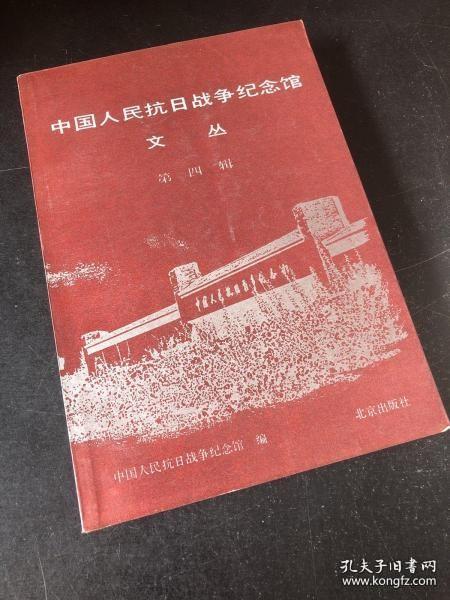 中国人民抗日战争纪念馆
文 丛
第 四 辑
中国人民抗日战争纪念馆
中国人民抗日战争纪念馆 编
北京出版社
孔夫子旧书网
www.kongfz.com